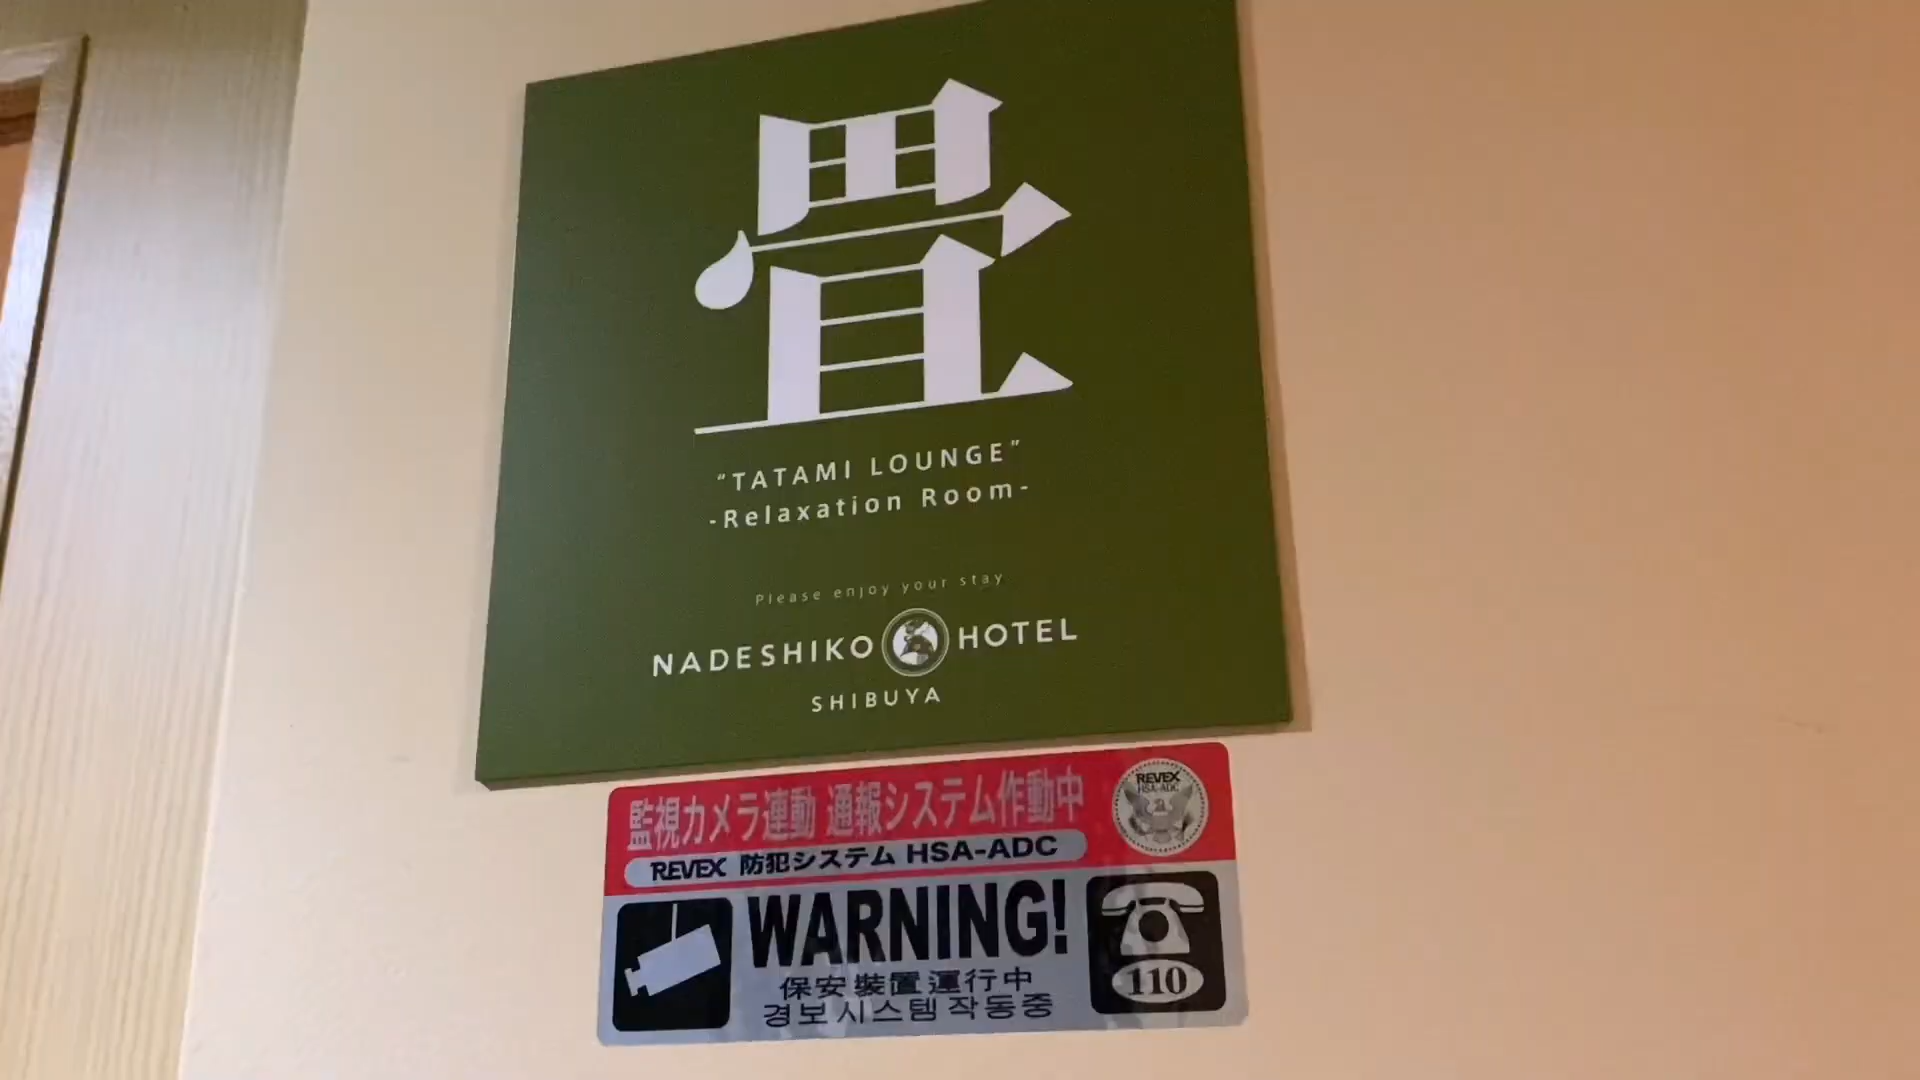 畳
"TATAMI LOUNGE"
-Relaxation Room-
Please enjoy your stay
NADESHIKO HOTEL
SHIBUYA
監視カメラ連動 通報システム作動中
REVEX
HSA-ADC
a
REVEX 防犯システム HSA-ADC
WARNING!
保安裝置運行中
경보시스템작동중
110